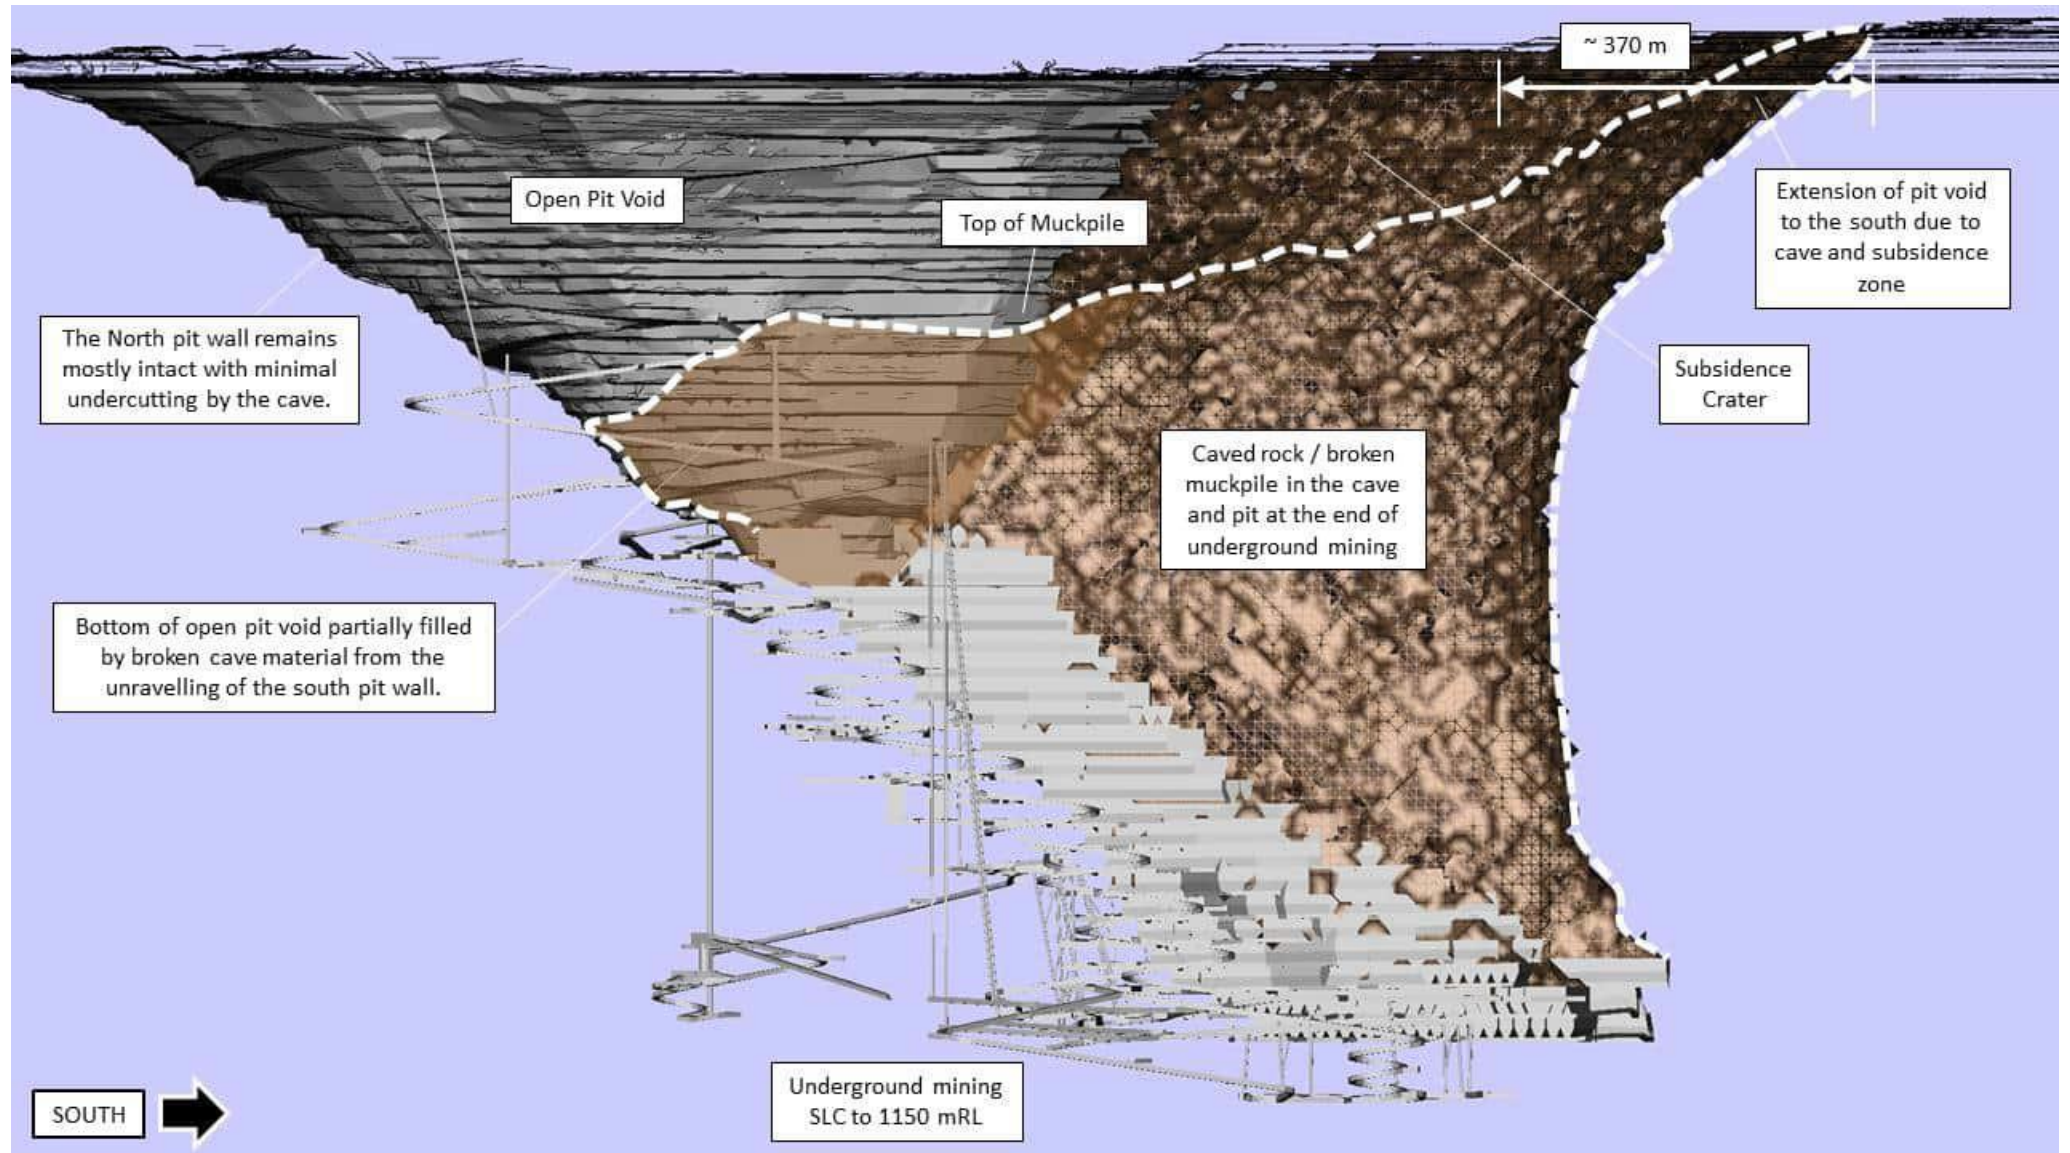 ~ 370 m
Open Pit Void
Top of Muckpile
Extension of pit void
to the south due to
cave and subsidence
zone
The North pit wall remains
mostly intact with minimal
undercutting by the cave.
Subsidence
Crater
Caved rock / broken
muckpile in the cave
and pit at the end of
underground mining
Bottom of open pit void partially filled
by broken cave material from the
unravelling of the south pit wall.
Underground mining
SLC to 1150 mRL
SOUTH